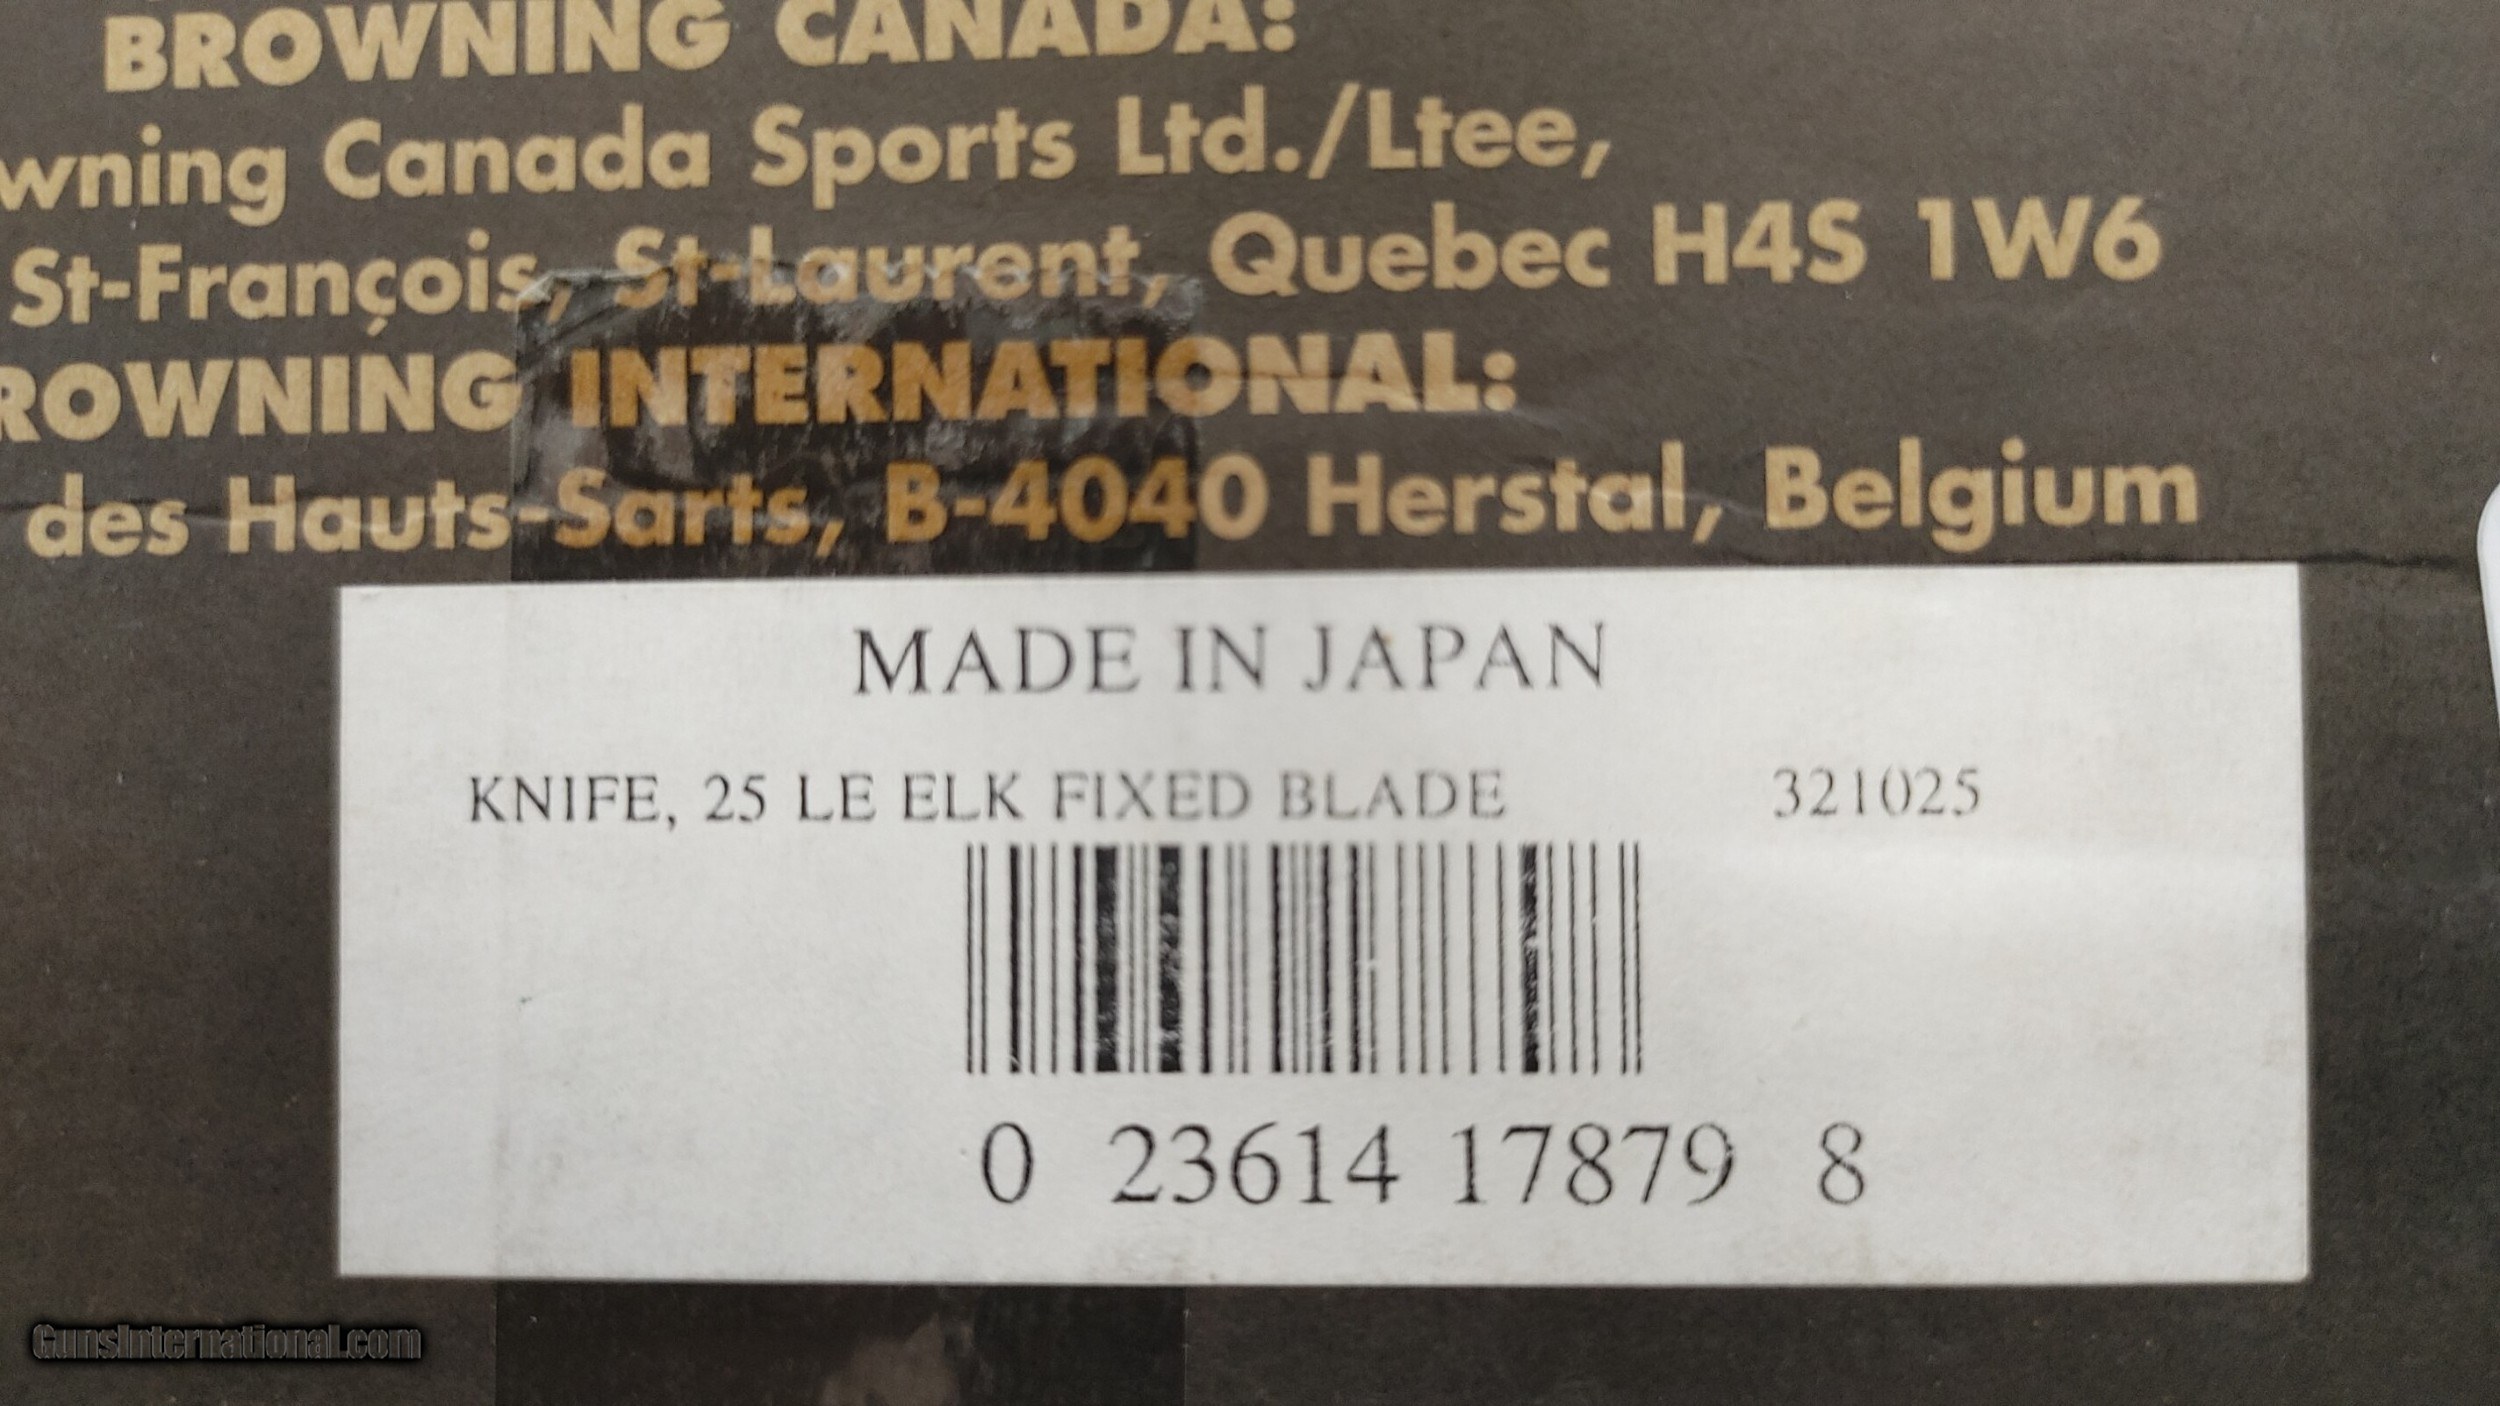 BROWNING CANADA:
wning Canada Sports Ltd./Ltee,
St-François, St-Laurent, Quebec H4S 1W6
ROWNING INTERNATIONAL:
des Hauts-Sarts, B-4040 Herstal, Belgium
MADE IN JAPAN
KNIFE, 25 LE ELK FIXED BLADE 321025
0 23614 17879 8
GunsInternational.com